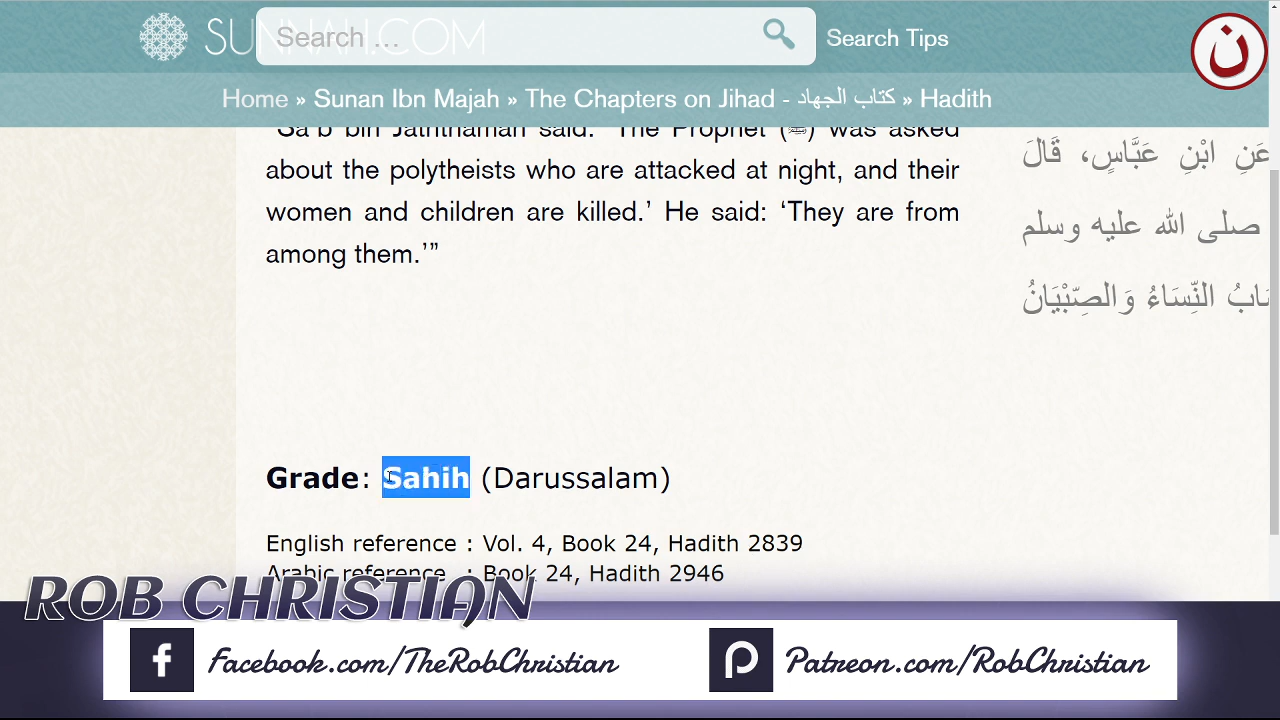 SUNNAH.COM
Search ...
Search Tips
ن
Home » Sunan Ibn Majah » The Chapters on Jihad - كتاب الجهاد » Hadith
"Sa'b bin Jaththamah said: 'The Prophet (ﷺ) was asked
about the polytheists who are attacked at night, and their
women and children are killed.’ He said: ‘They are from
among them.’”
عَنِ ابْنِ عَبَّاسٍ، قَالَ
صلى الله عليه وسلم
النِّسَاءُ وَالصِّبْيَانُ
Grade: Sahih (Darussalam)
English reference : Vol. 4, Book 24, Hadith 2839
Arabic reference : Book 24, Hadith 2946
ROB CHRISTIAN
Facebook.com/TheRobChristian
Patreon.com/RobChristian